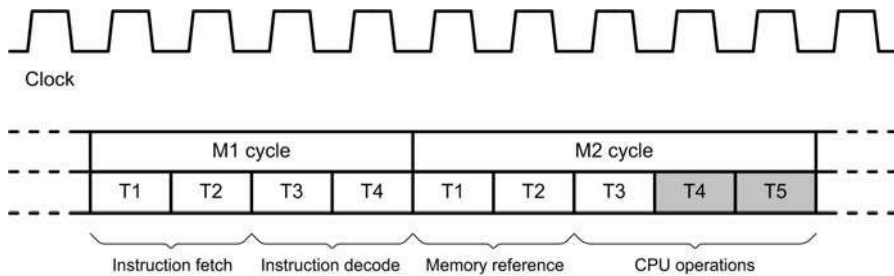 Clock
M1 cycle M2 cycle
T1 T2 T3 T4 T1 T2 T3 T4 T5
Instruction fetch Instruction decode Memory reference CPU operations